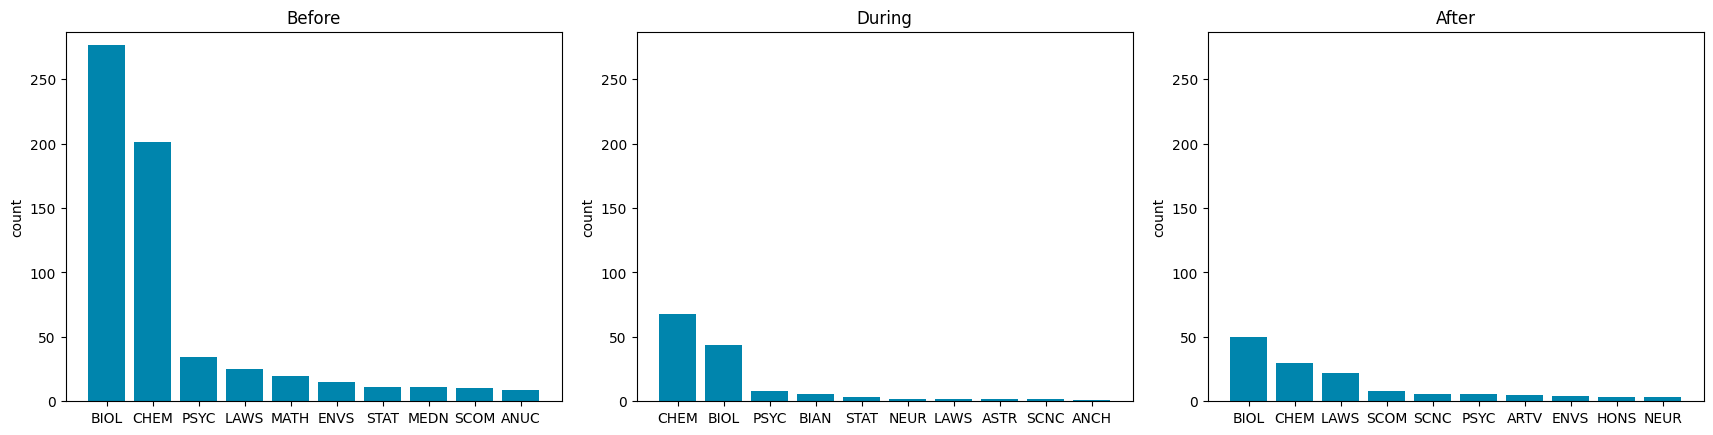 Before
count
250
200
150
100
50
0
BIOL CHEM PSYC LAWS MATH ENVS STAT MEDN SCOM ANUC
During
count
250
200
150
100
50
0
CHEM BIOL PSYC BIAN STAT NEUR LAWS ASTR SCNC ANCH
After
count
250
200
150
100
50
0
BIOL CHEM LAWS SCOM SCNC PSYC ARTV ENVS HONS NEUR